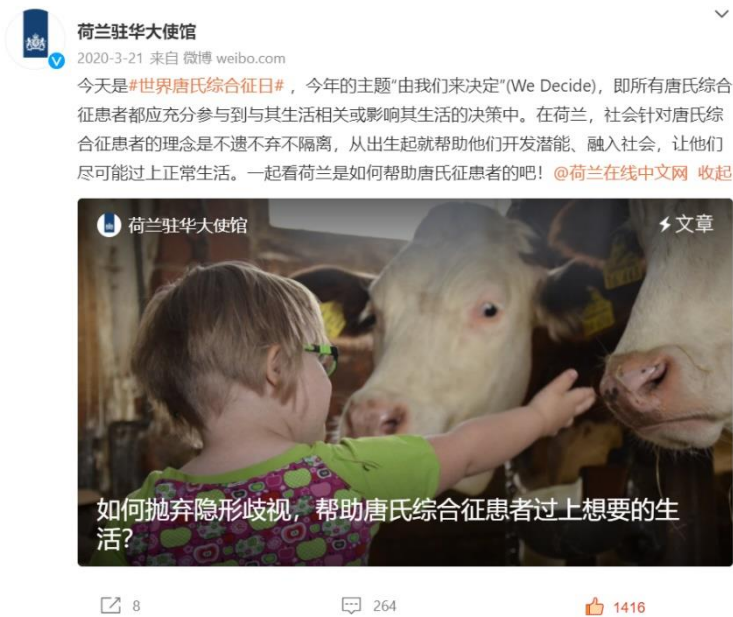 荷兰驻华大使馆
2020-3-21 来自 微博 weibo.com
今天是#世界唐氏综合征日# ，今年的主题“由我们来决定”(We Decide)，即所有唐氏综合
征患者都应充分参与到与其生活相关或影响其生活的决策中。在荷兰，社会针对唐氏综
合征患者的理念是不遗不弃不隔离，从出生起就帮助他们开发潜能、融入社会，让他们
尽可能过上正常生活。一起看荷兰是如何帮助唐氏征患者的吧！@荷兰在线中文网 收起
荷兰驻华大使馆
文章
如何抛弃隐形歧视，帮助唐氏综合征患者过上想要的生
活？
8
264
1416